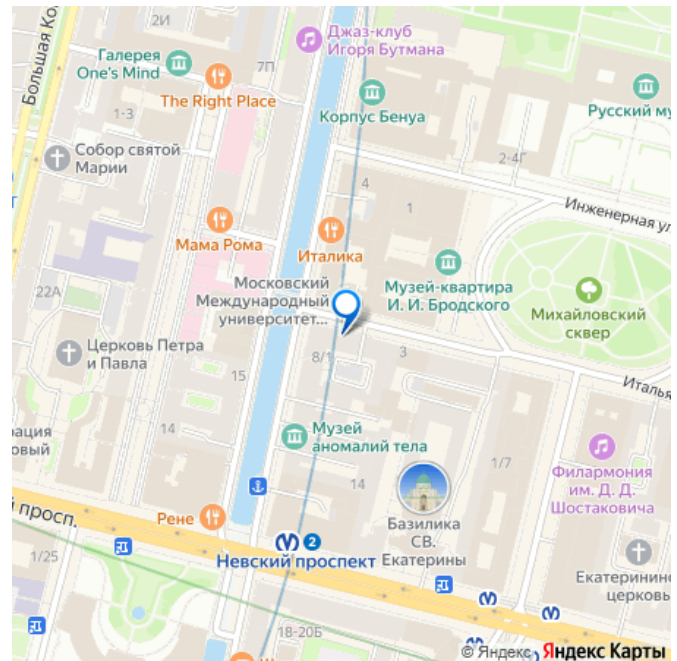 Большая Ко
2И
Галерея
One's Mind
7П
Джаз-клуб
Игоря Бутмана
The Right Place
Корпус Бенуа
Русский му
1-3
Собор святой
Марии
2-4Г
4
1
Инженерная ул
Мама Рома
Италика
Московский
Международный
университет...
Музей-квартира
И. И. Бродского
Михайловский
сквер
22А
Церковь Петра
и Павла
8/1
3
15
Италья
14
Музей
аномалий тела
рация
овый
14
1/7
Филармония
им. Д. Д.
Шостаковича
й просп.
Рене
Базилика
СВ.
Екатерины
2
Невский проспект
1/25
Екатерининс
церковь
18-20Б
© Яндекс Яндекс Карты